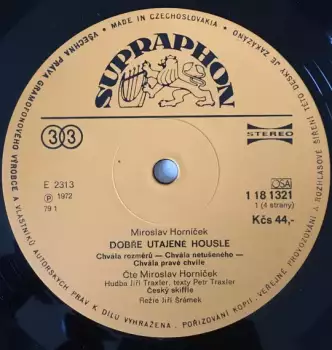 MADE IN CZECHOSLOVAKIA
VŠECHNA PRÁVA GRAMOFONOVÉHO VÝROBCE A VLASTNÍKŮ AUTORSKÝCH PRÁV K DÍLU VYHRAZENA. POŘIZOVÁNÍ KOPIÍ, VEŘEJNÉ PROVOZOVÁNÍ A ROZHLASOVÉ ŠÍŘENÍ TÉTO DESKY JE ZAKÁZÁNO
SUPRAPHON
33
STEREO
E 2313
Ⓟ 1972
79 1
OSA
1 18 1321
1 (4 strany)
Kčs 44,-
Miroslav Horníček
DOBŘE UTAJENÉ HOUSLE
Chvála rozměrů — Chvála netušeného —
Chvála pravé chvíle
Čte Miroslav Horníček
Hudba Jiří Traxler, texty Petr Traxler
Český skiffle
Režie Jiří Šrámek